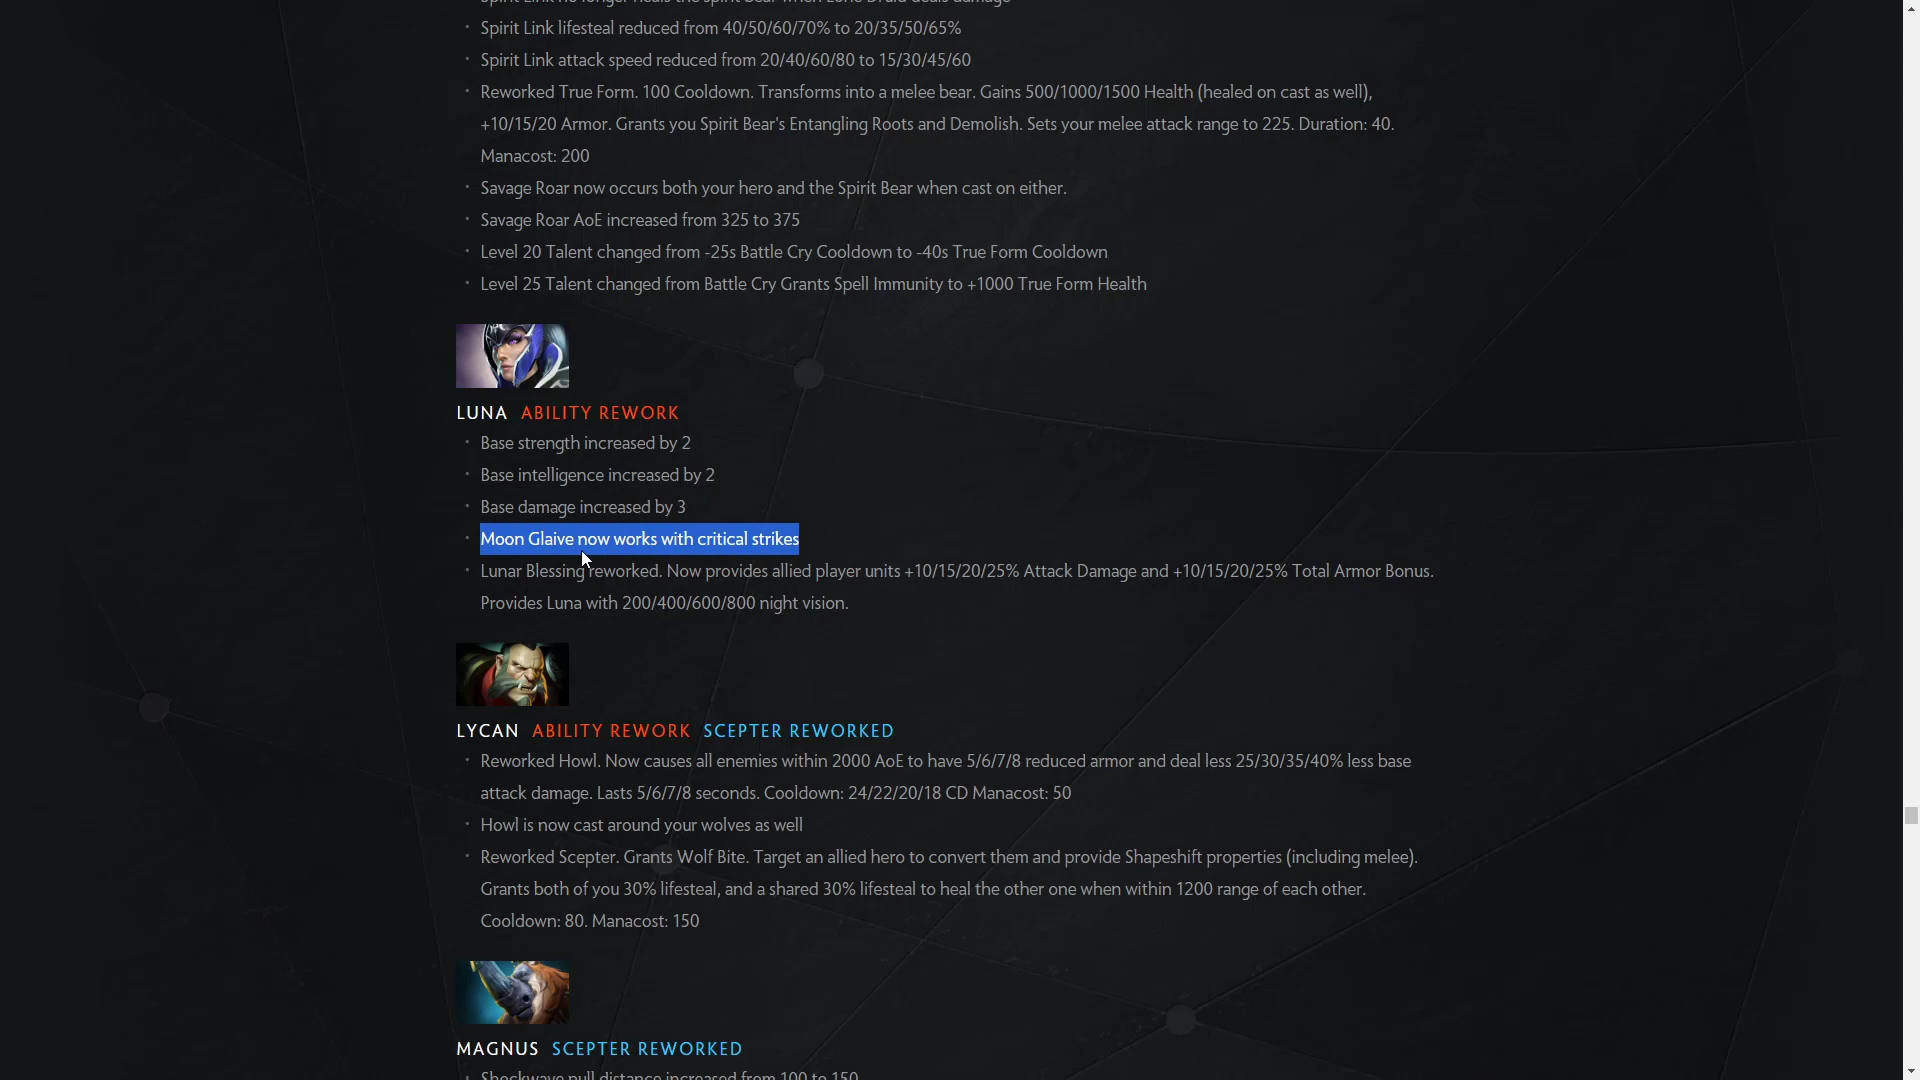 Spirit Link no longer heals the spirit bear when Lone Druid deals damage
Spirit Link lifesteal reduced from 40/50/60/70% to 20/35/50/65%
Spirit Link attack speed reduced from 20/40/60/80 to 15/30/45/60
Reworked True Form. 100 Cooldown. Transforms into a melee bear. Gains 500/1000/1500 Health (healed on cast as well),
+10/15/20 Armor. Grants you Spirit Bear's Entangling Roots and Demolish. Sets your melee attack range to 225. Duration: 40.
Manacost: 200
Savage Roar now occurs both your hero and the Spirit Bear when cast on either.
Savage Roar AoE increased from 325 to 375
Level 20 Talent changed from -25s Battle Cry Cooldown to -40s True Form Cooldown
Level 25 Talent changed from Battle Cry Grants Spell Immunity to +1000 True Form Health
LUNA ABILITY REWORK
Base strength increased by 2
Base intelligence increased by 2
Base damage increased by 3
Moon Glaive now works with critical strikes
Lunar Blessing reworked. Now provides allied player units +10/15/20/25% Attack Damage and +10/15/20/25% Total Armor Bonus.
Provides Luna with 200/400/600/800 night vision.
LYCAN ABILITY REWORK SCEPTER REWORKED
Reworked Howl. Now causes all enemies within 2000 AoE to have 5/6/7/8 reduced armor and deal less 25/30/35/40% less base
attack damage. Lasts 5/6/7/8 seconds. Cooldown: 24/22/20/18 CD Manacost: 50
Howl is now cast around your wolves as well
Reworked Scepter. Grants Wolf Bite. Target an allied hero to convert them and provide Shapeshift properties (including melee).
Grants both of you 30% lifesteal, and a shared 30% lifesteal to heal the other one when within 1200 range of each other.
Cooldown: 80. Manacost: 150
MAGNUS SCEPTER REWORKED
Shockwave pull distance increased from 100 to 150